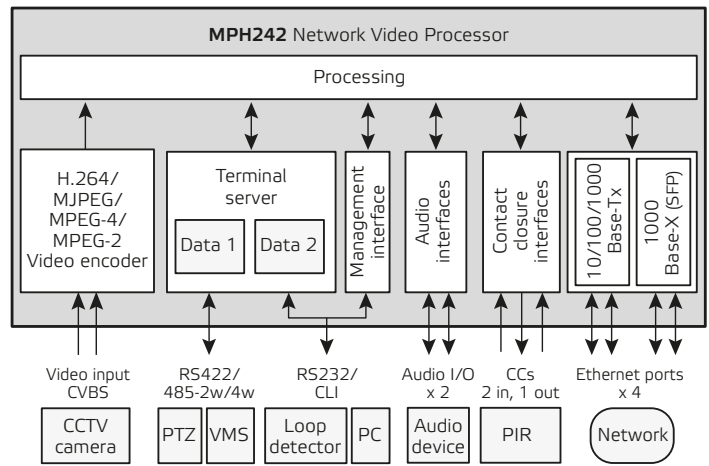 MPH242 Network Video Processor
Processing
H.264/
MJPEG/
MPEG-4/
MPEG-2
Video encoder
Terminal
server
Data 1
Data 2
Management
interface
Audio
interfaces
Contact
closure
interfaces
10/100/1000
Base-Tx
1000
Base-X (SFP)
Video input
CVBS
RS422/
485-2w/4w
RS232/
CLI
Audio I/O
x 2
CCs
2 in, 1 out
Ethernet ports
x 4
CCTV
camera
PTZ
VMS
Loop
detector
PC
Audio
device
PIR
Network